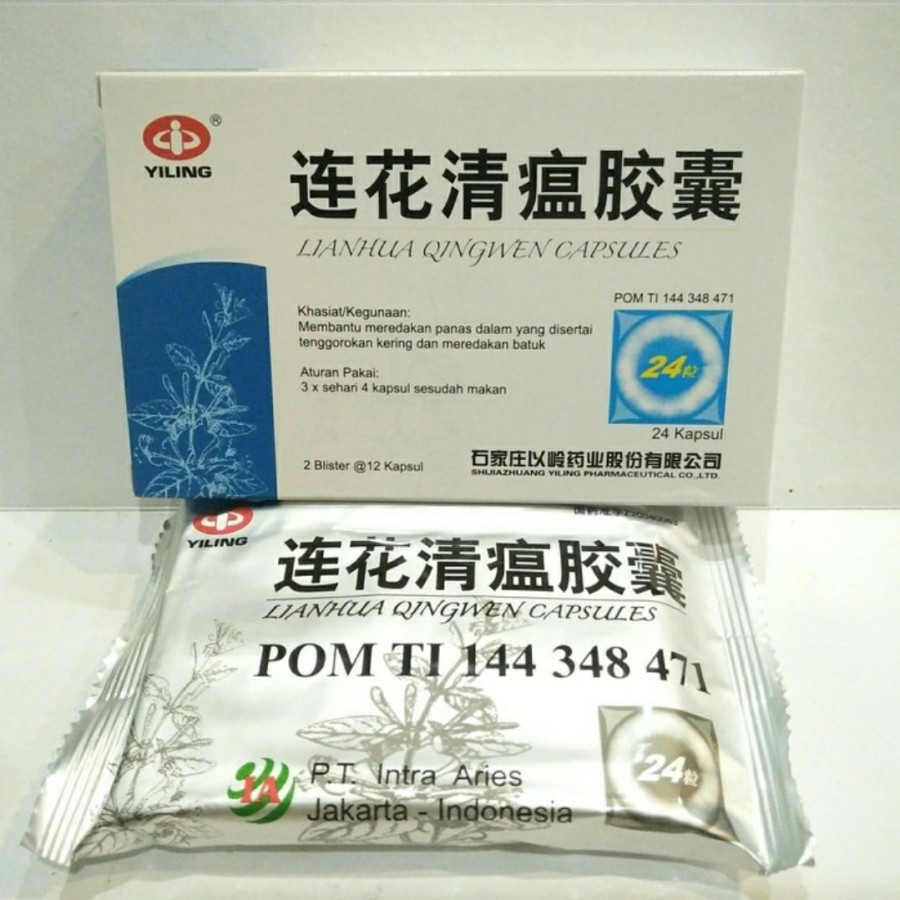 YILING ®
连花清瘟胶囊
LIANHUA QINGWEN CAPSULES
POM TI 144 348 471
Khasiat/Kegunaan:
Membantu meredakan panas dalam yang disertai
tenggorokan kering dan meredakan batuk
Aturan Pakai:
3 x sehari 4 kapsul sesudah makan
24粒
24 Kapsul
2 Blister @12 Kapsul
石家庄以岭药业股份有限公司
SHIJIAZHUANG YILING PHARMACEUTICAL CO.,LTD.
YILING
连花清瘟胶囊
LIANHUA QINGWEN CAPSULES
POM TI 144 348 471
24粒
IA
P.T. Intra Aries
Jakarta - Indonesia